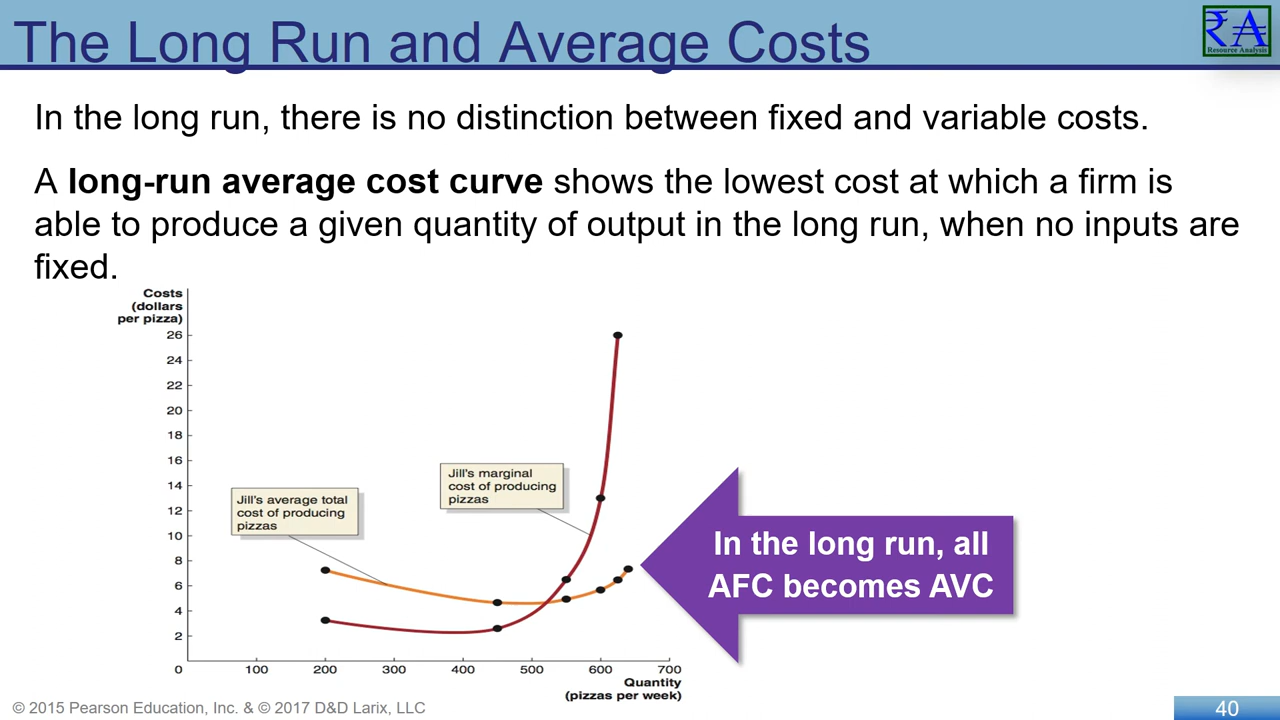 The Long Run and Average Costs
₹A
Resource Analysis
In the long run, there is no distinction between fixed and variable costs.
A long-run average cost curve shows the lowest cost at which a firm is
able to produce a given quantity of output in the long run, when no inputs are
fixed.
Costs
(dollars
per pizza)
26
24
22
20
18
16
14
12
10
8
6
4
2
0
100
200
300
400
500
600
700
Quantity
(pizzas per week)
Jill's average total
cost of producing
pizzas
Jill's marginal
cost of producing
pizzas
In the long run, all
AFC becomes AVC
© 2015 Pearson Education, Inc. & © 2017 D&D Larix, LLC
40